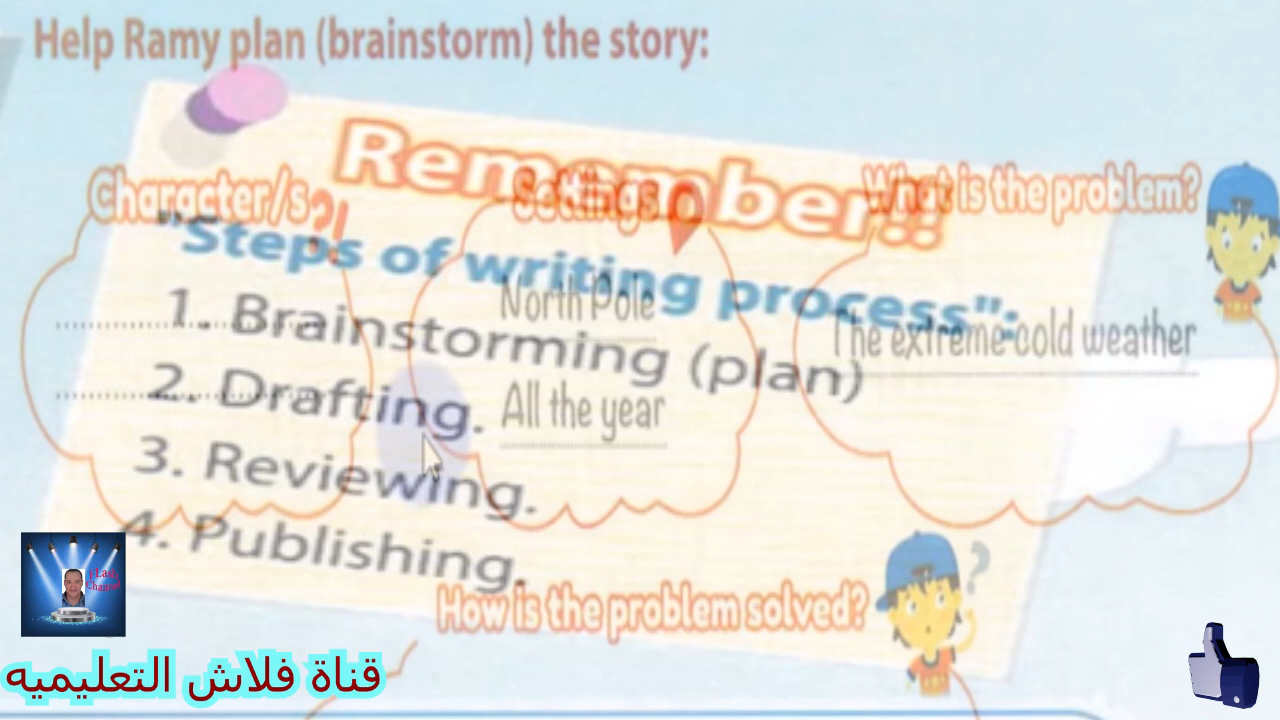 Help Ramy plan (brainstorm) the story:
Remember!!
Character/s?!
Settings
What is the problem?
"Steps of writing process":
1. Brainstorming (plan)
2. Drafting.
3. Reviewing.
4. Publishing.
North Pole
All the year
The extreme cold weather
How is the problem solved?
?
fLash
Channel
قناة فلاش التعليميه